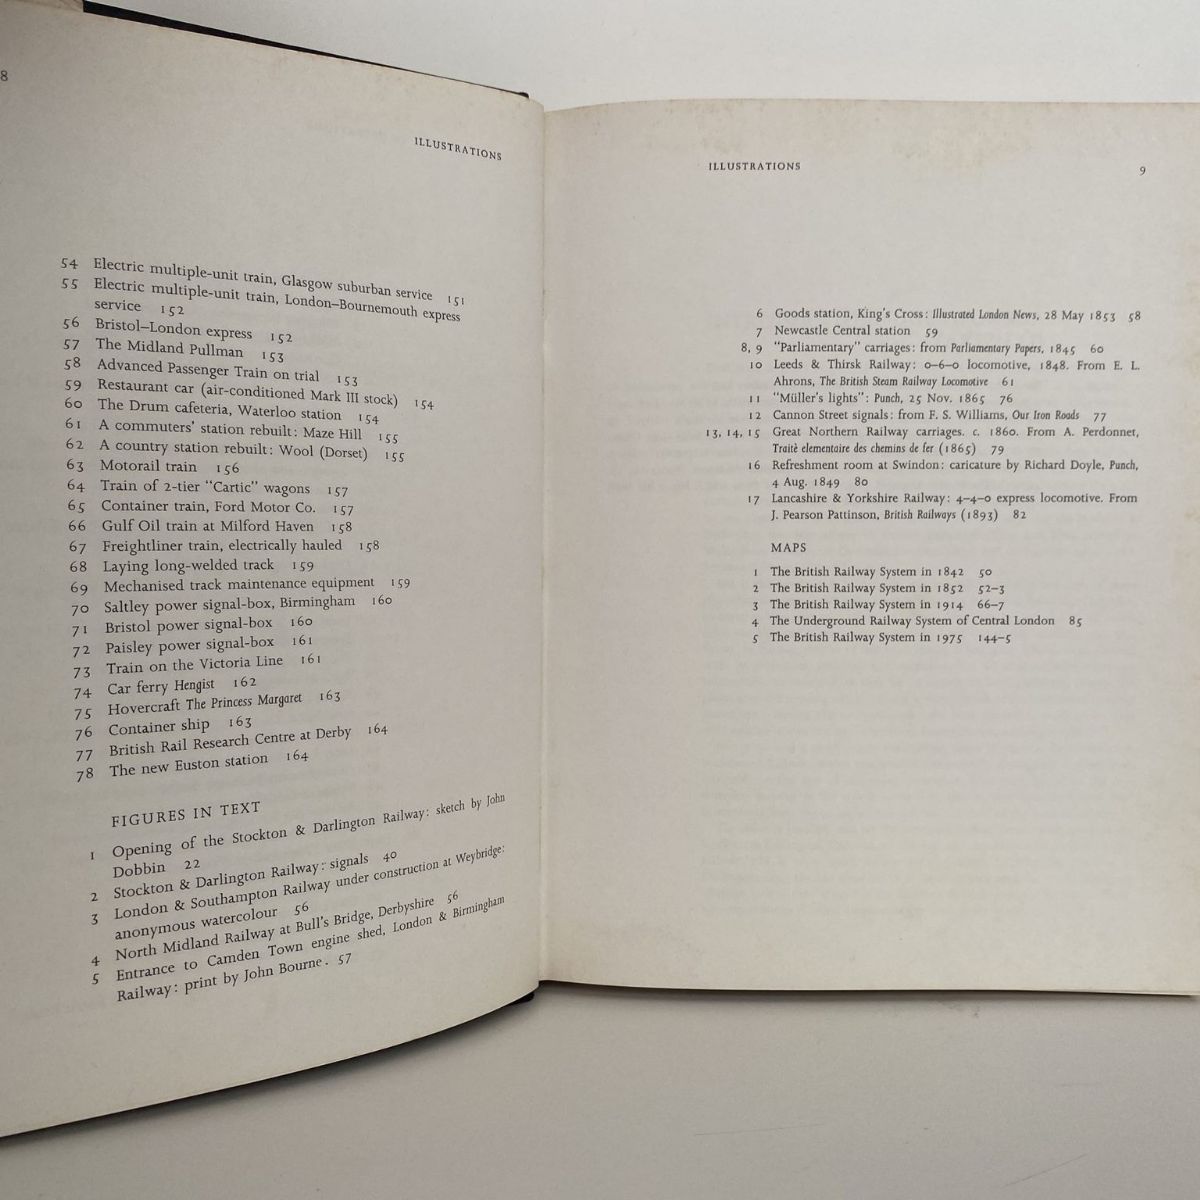 8
ILLUSTRATIONS
54 Electric multiple-unit train, Glasgow suburban service 151
55 Electric multiple-unit train, London–Bournemouth express
service 152
56 Bristol–London express 152
57 The Midland Pullman 153
58 Advanced Passenger Train on trial 153
59 Restaurant car (air-conditioned Mark III stock) 154
60 The Drum cafeteria, Waterloo station 154
61 A commuters' station rebuilt: Maze Hill 155
62 A country station rebuilt: Wool (Dorset) 155
63 Motorail train 156
64 Train of 2-tier "Cartic" wagons 157
65 Container train, Ford Motor Co. 157
66 Gulf Oil train at Milford Haven 158
67 Freightliner train, electrically hauled 158
68 Laying long-welded track 159
69 Mechanised track maintenance equipment 159
70 Saltley power signal-box, Birmingham 160
71 Bristol power signal-box 160
72 Paisley power signal-box 161
73 Train on the Victoria Line 161
74 Car ferry Hengist 162
75 Hovercraft The Princess Margaret 163
76 Container ship 163
77 British Rail Research Centre at Derby 164
78 The new Euston station 164
FIGURES IN TEXT
1 Opening of the Stockton & Darlington Railway: sketch by John
Dobbin 22
2 Stockton & Darlington Railway: signals 40
3 London & Southampton Railway under construction at Weybridge:
anonymous watercolour 56
4 North Midland Railway at Bull's Bridge, Derbyshire 56
5 Entrance to Camden Town engine shed, London & Birmingham
Railway: print by John Bourne. 57
ILLUSTRATIONS 9
6 Goods station, King's Cross: Illustrated London News, 28 May 1853 58
7 Newcastle Central station 59
8, 9 "Parliamentary" carriages: from Parliamentary Papers, 1845 60
10 Leeds & Thirsk Railway: 0–6–0 locomotive, 1848. From E. L.
Ahrons, The British Steam Railway Locomotive 61
11 "Müller's lights": Punch, 25 Nov. 1865 76
12 Cannon Street signals: from F. S. Williams, Our Iron Roads 77
13, 14, 15 Great Northern Railway carriages. c. 1860. From A. Perdonnet,
Traitè elementaire des chemins de fer (1865) 79
16 Refreshment room at Swindon: caricature by Richard Doyle, Punch,
4 Aug. 1849 80
17 Lancashire & Yorkshire Railway: 4–4–0 express locomotive. From
J. Pearson Pattinson, British Railways (1893) 82
MAPS
1 The British Railway System in 1842 50
2 The British Railway System in 1852 52–3
3 The British Railway System in 1914 66–7
4 The Underground Railway System of Central London 85
5 The British Railway System in 1975 144–5